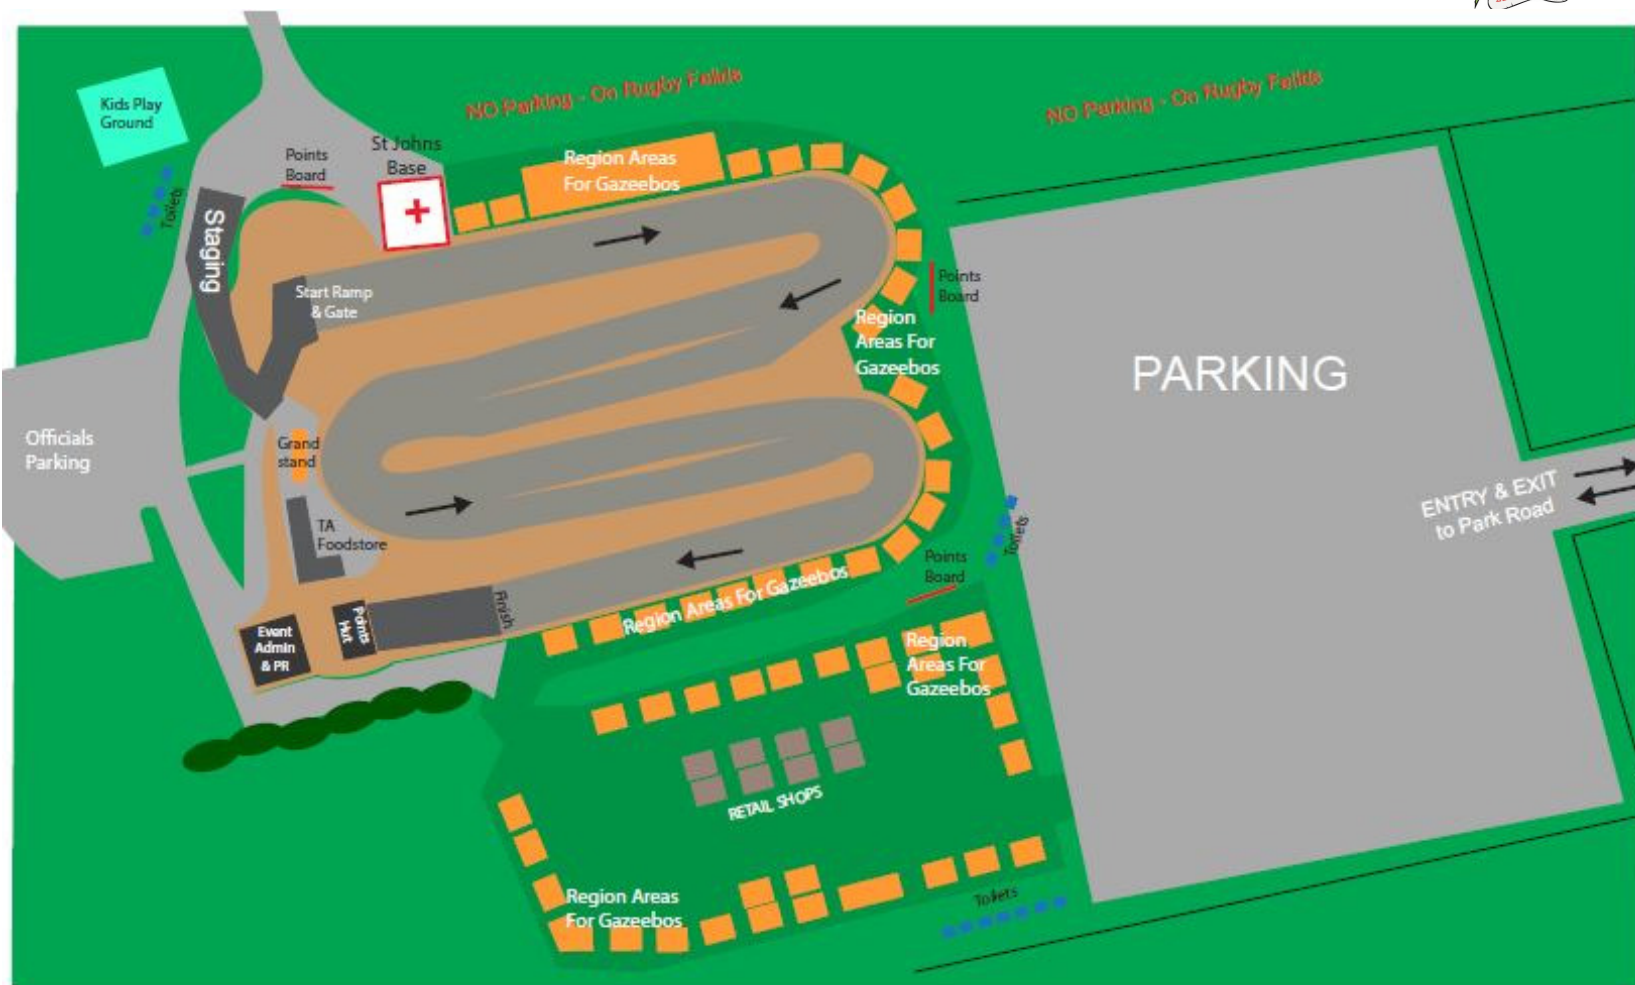 NO Parking - On Rugby Feilds
NO Parking - On Rugby Feilds
Kids Play
Ground
Toilets
Points
Board
St Johns
Base
Region Areas
For Gazeebos
Staging
Start Ramp
& Gate
Points
Board
Region
Areas For
Gazeebos
PARKING
Officials
Parking
Grand
stand
TA
Foodstore
ENTRY & EXIT
to Park Road
Toilets
Points
Board
Region Areas For Gazeebos
Finish
Points
Hut
Event
Admin
& PR
Region
Areas For
Gazeebos
RETAIL SHOPS
Region Areas
For Gazeebos
Toilets